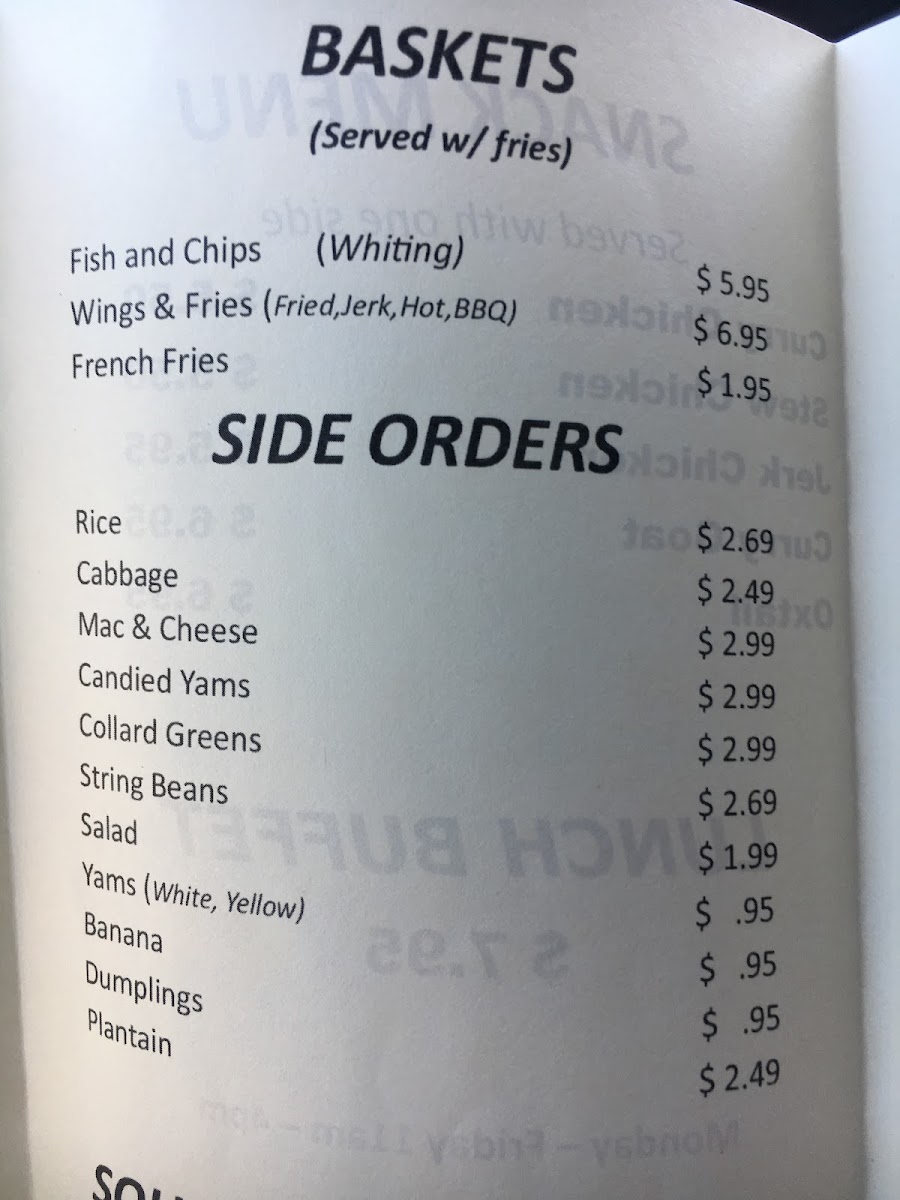 BASKETS
(Served w/ fries)
Fish and Chips (Whiting) $ 5.95
Wings & Fries (Fried,Jerk,Hot,BBQ) $ 6.95
French Fries $ 1.95
SIDE ORDERS
Rice $ 2.69
Cabbage $ 2.49
Mac & Cheese $ 2.99
Candied Yams $ 2.99
Collard Greens $ 2.99
String Beans $ 2.69
Salad $ 1.99
Yams (White, Yellow) $ .95
Banana $ .95
Dumplings $ .95
Plantain $ 2.49